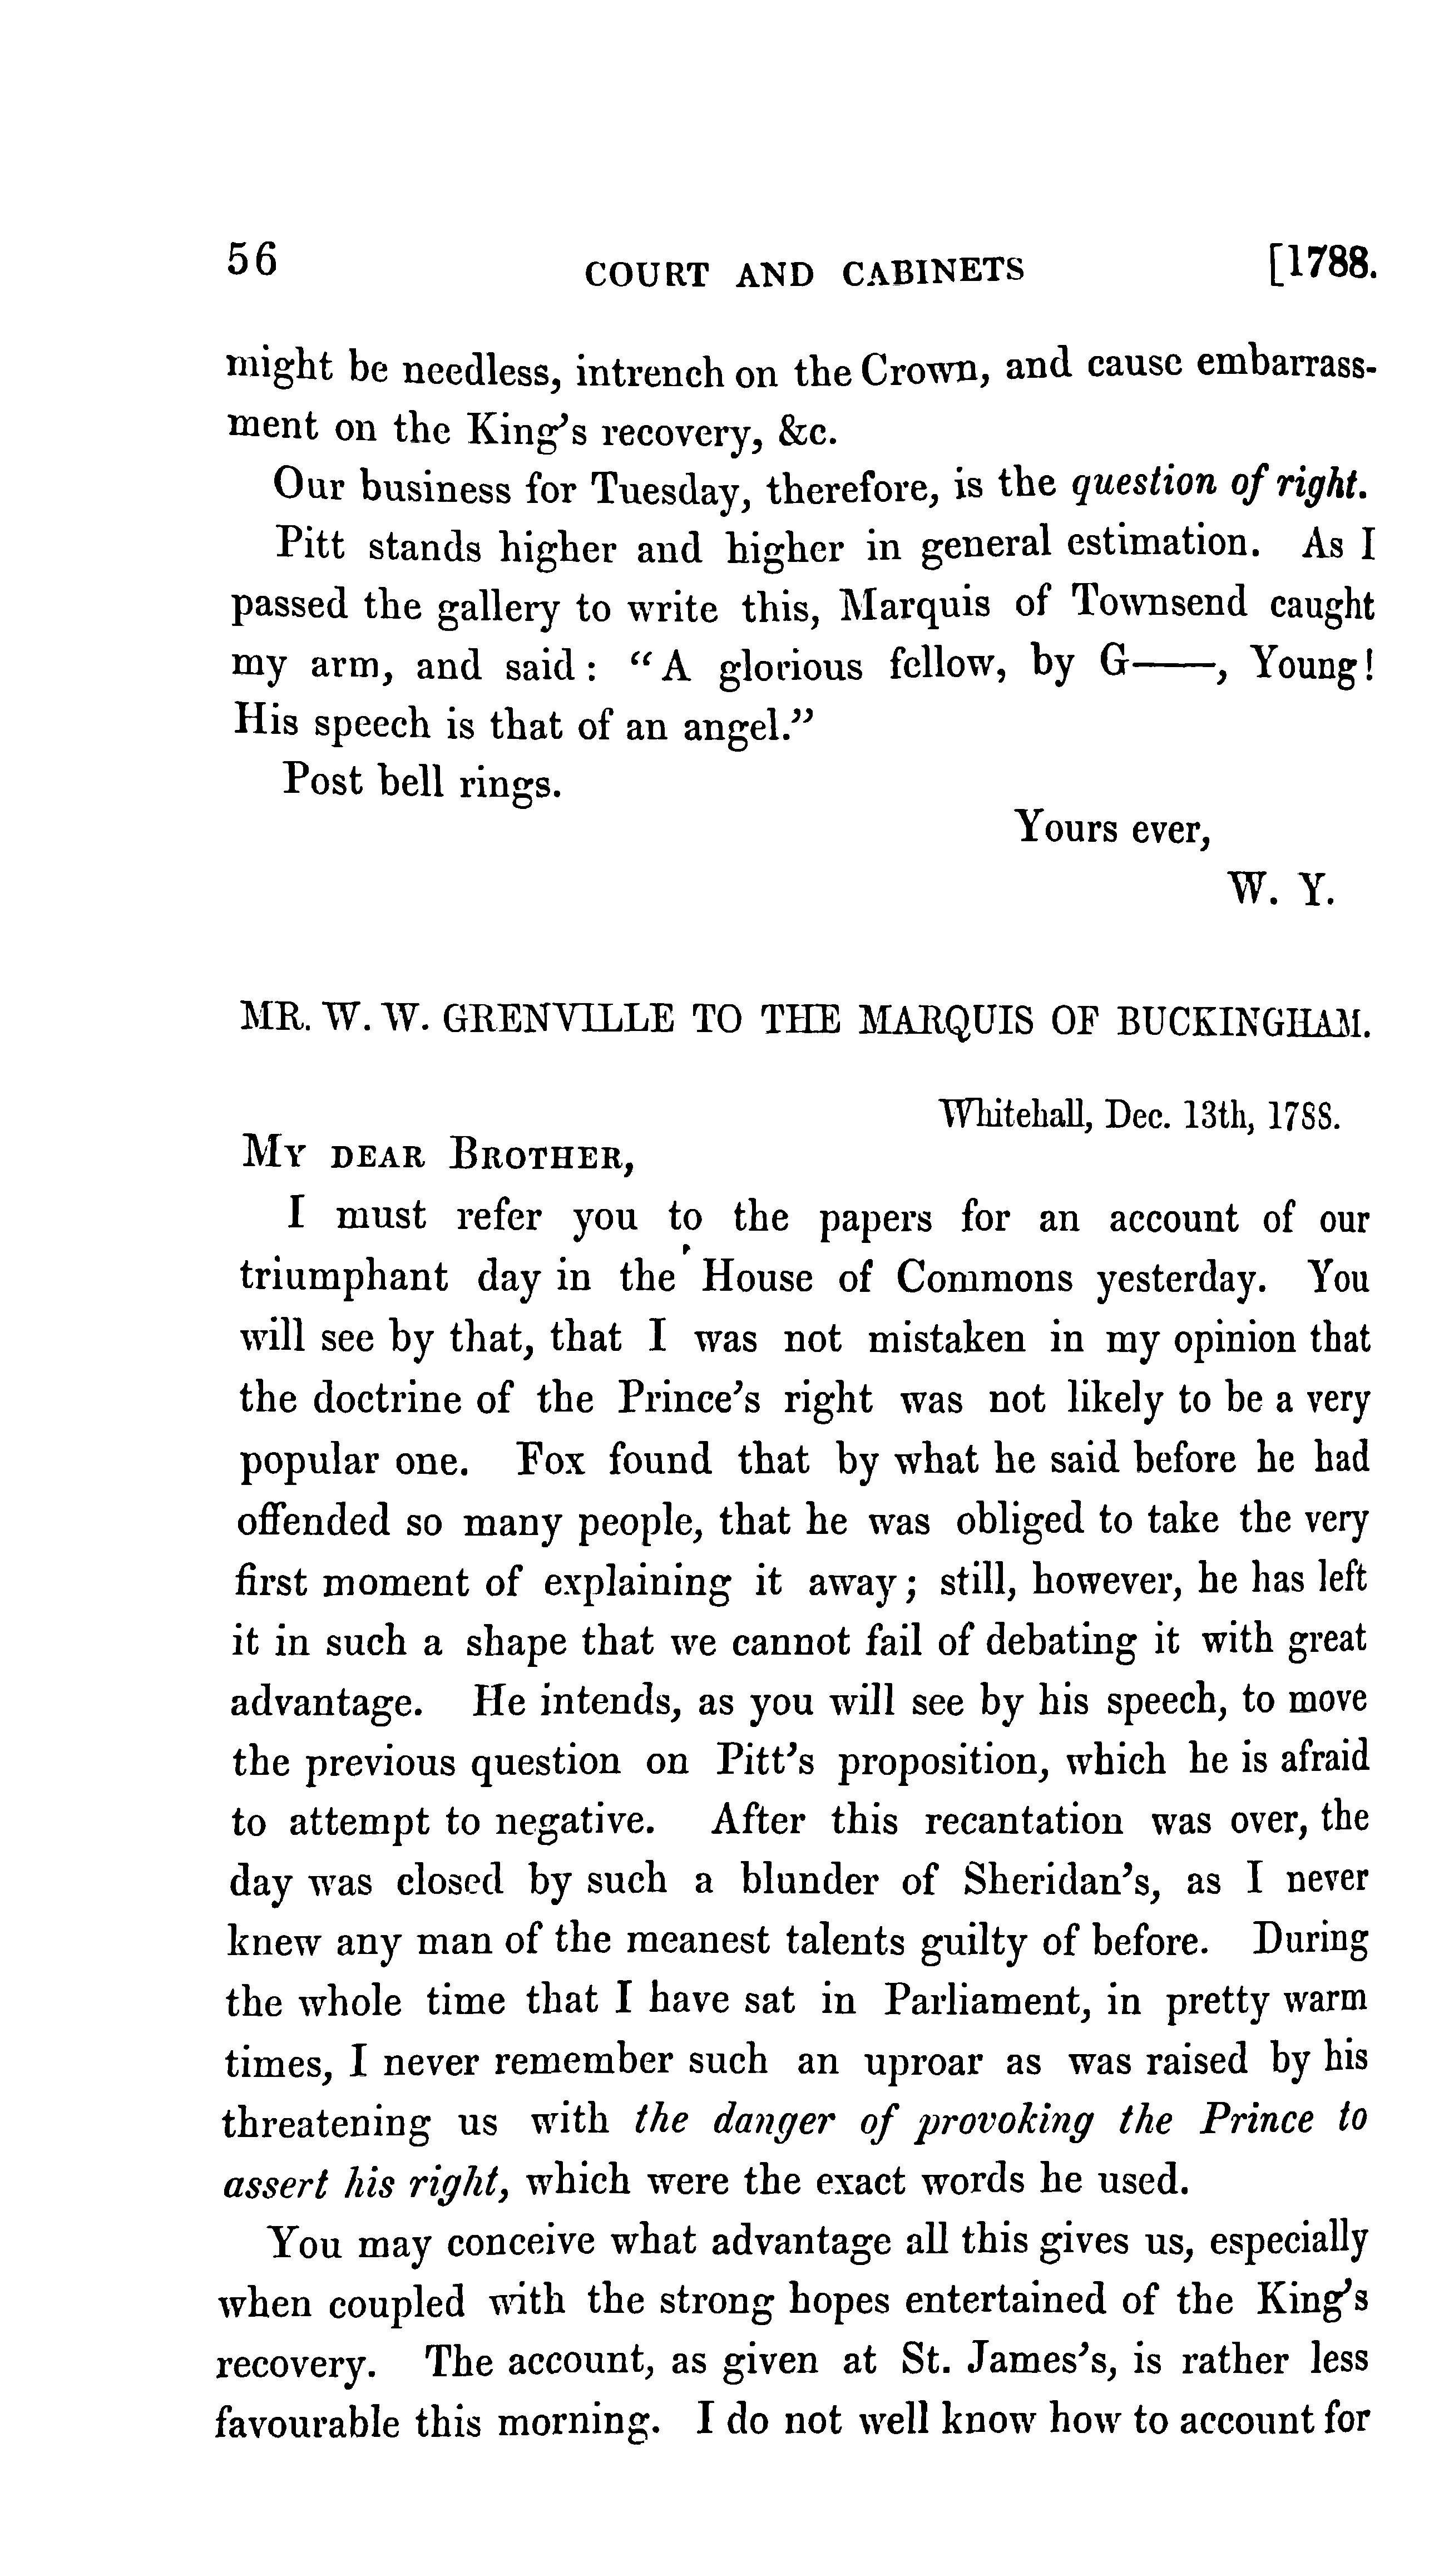 56 COURT AND CABINETS [1788.
might be needless, intrench on the Crown, and cause embarrass-
ment on the King's recovery, &c.
Our business for Tuesday, therefore, is the question of right.
Pitt stands higher and higher in general estimation. As I
passed the gallery to write this, Marquis of Townsend caught
my arm, and said: "A glorious fellow, by G——, Young!
His speech is that of an angel."
Post bell rings.
Yours ever,
W. Y.
MR. W. W. GRENVILLE TO THE MARQUIS OF BUCKINGHAM.
Whitehall, Dec. 13th, 1788.
MY DEAR BROTHER,
I must refer you to the papers for an account of our
triumphant day in the House of Commons yesterday. You
will see by that, that I was not mistaken in my opinion that
the doctrine of the Prince's right was not likely to be a very
popular one. Fox found that by what he said before he had
offended so many people, that he was obliged to take the very
first moment of explaining it away; still, however, he has left
it in such a shape that we cannot fail of debating it with great
advantage. He intends, as you will see by his speech, to move
the previous question on Pitt's proposition, which he is afraid
to attempt to negative. After this recantation was over, the
day was closed by such a blunder of Sheridan's, as I never
knew any man of the meanest talents guilty of before. During
the whole time that I have sat in Parliament, in pretty warm
times, I never remember such an uproar as was raised by his
threatening us with the danger of provoking the Prince to
assert his right, which were the exact words he used.
You may conceive what advantage all this gives us, especially
when coupled with the strong hopes entertained of the King's
recovery. The account, as given at St. James's, is rather less
favourable this morning. I do not well know how to account for